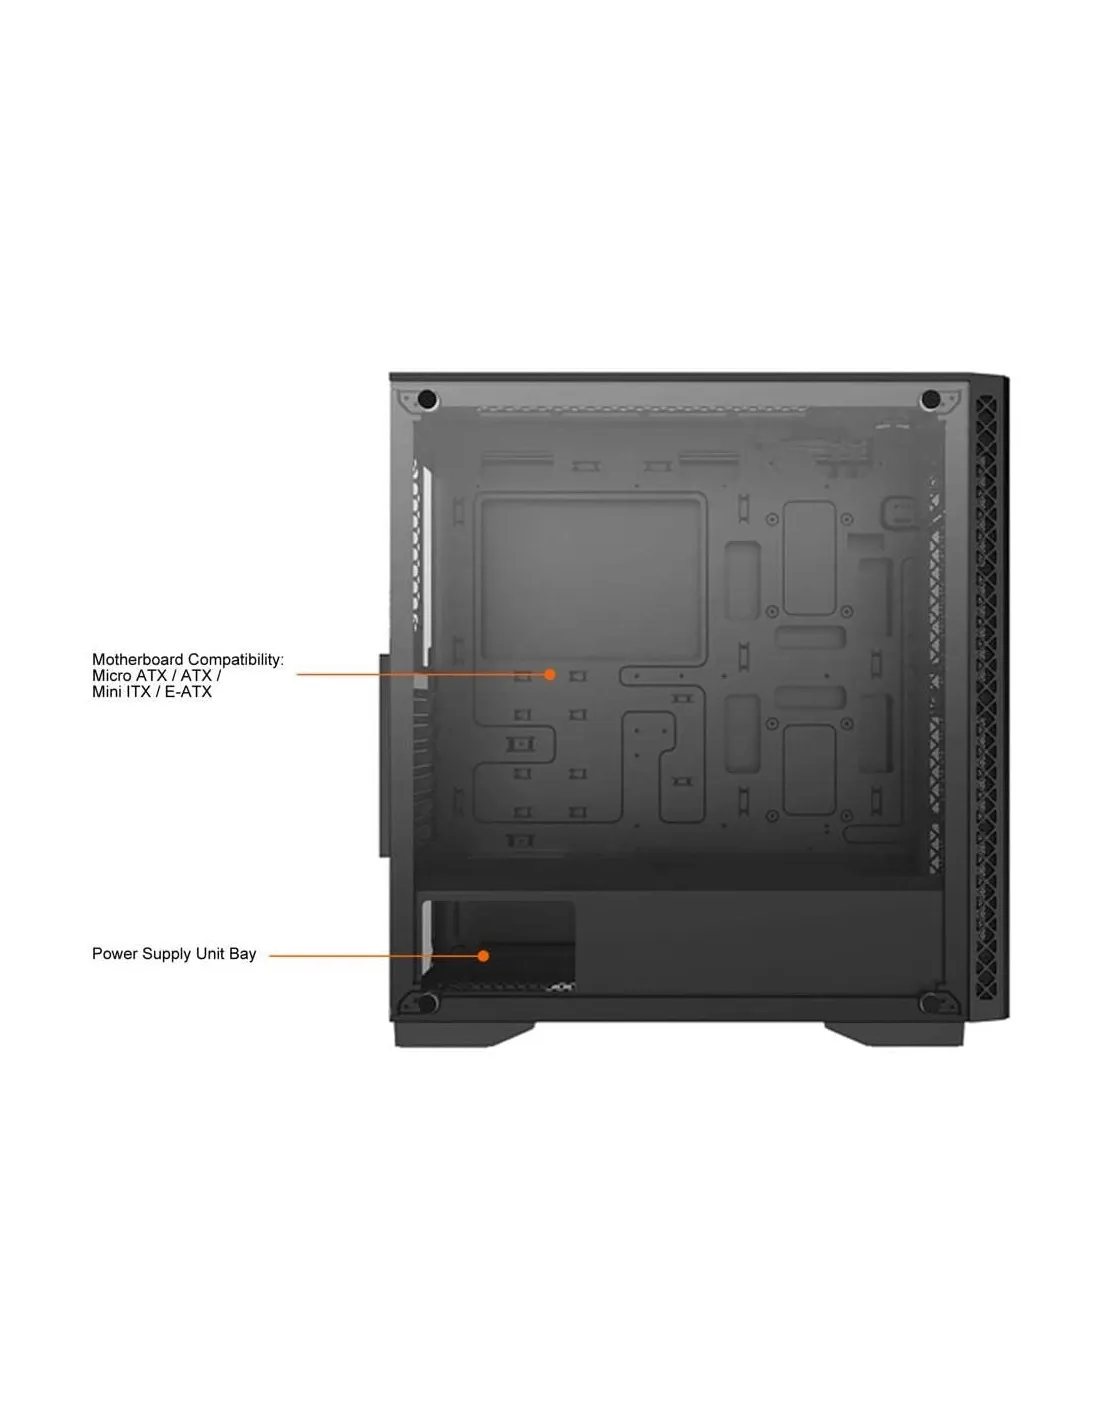 Motherboard Compatibility:
Micro ATX / ATX /
Mini ITX / E-ATX
Power Supply Unit Bay